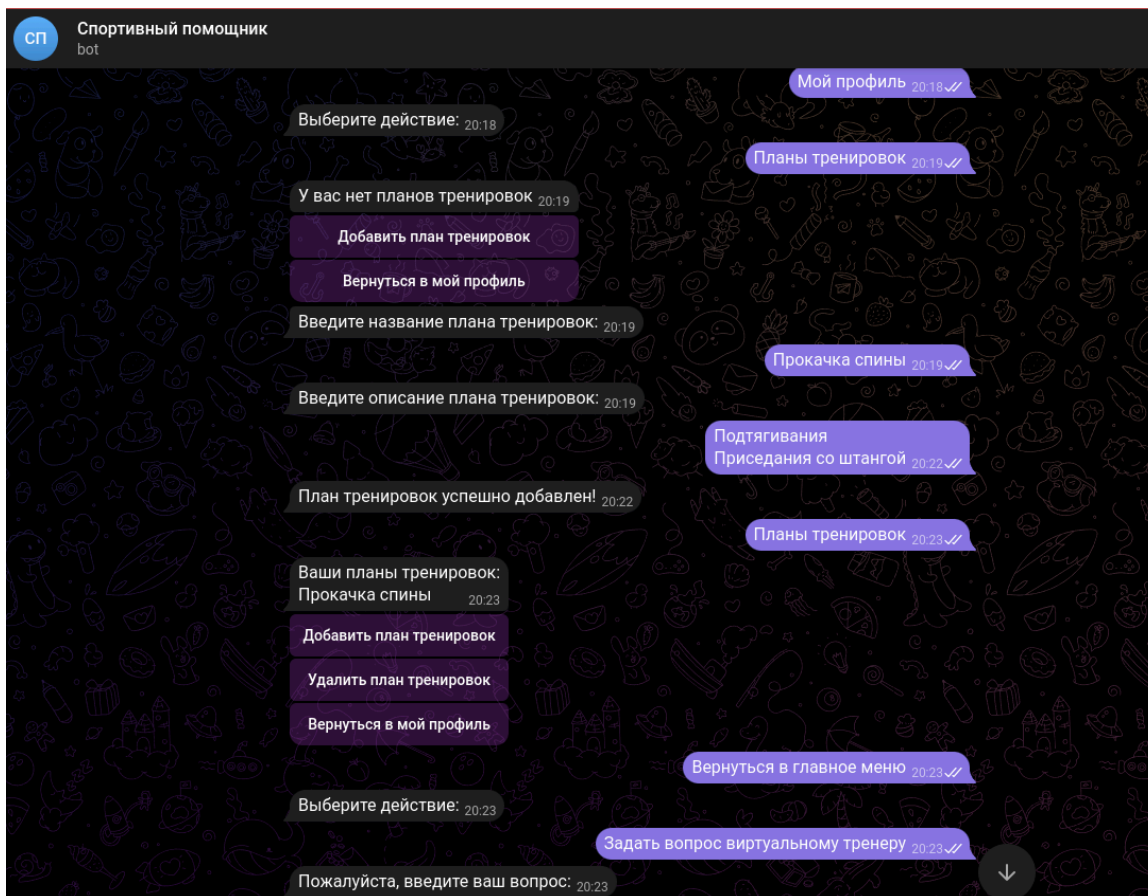 СП
Спортивный помощник
bot
Мой профиль 20:18
Выберите действие: 20:18
Планы тренировок 20:19
У вас нет планов тренировок 20:19
Добавить план тренировок
Вернуться в мой профиль
Введите название плана тренировок: 20:19
Прокачка спины 20:19
Введите описание плана тренировок: 20:19
Подтягивания
Приседания со штангой 20:22
План тренировок успешно добавлен! 20:22
Планы тренировок 20:23
Ваши планы тренировок:
Прокачка спины 20:23
Добавить план тренировок
Удалить план тренировок
Вернуться в мой профиль
Вернуться в главное меню 20:23
Выберите действие: 20:23
Задать вопрос виртуальному тренеру 20:23
Пожалуйста, введите ваш вопрос: 20:23